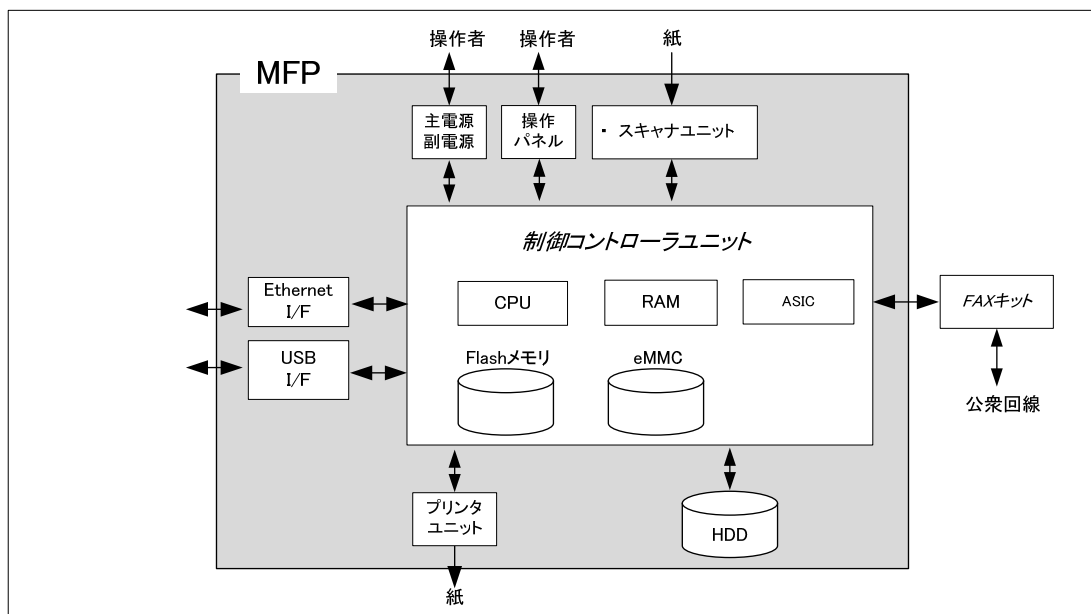 操作者
操作者
紙
MFP
主電源
副電源
操作
パネル
・ スキャナユニット
制御コントローラユニット
Ethernet
I/F
CPU
RAM
ASIC
FAXキット
USB
I/F
Flashメモリ
eMMC
公衆回線
プリンタ
ユニット
HDD
紙